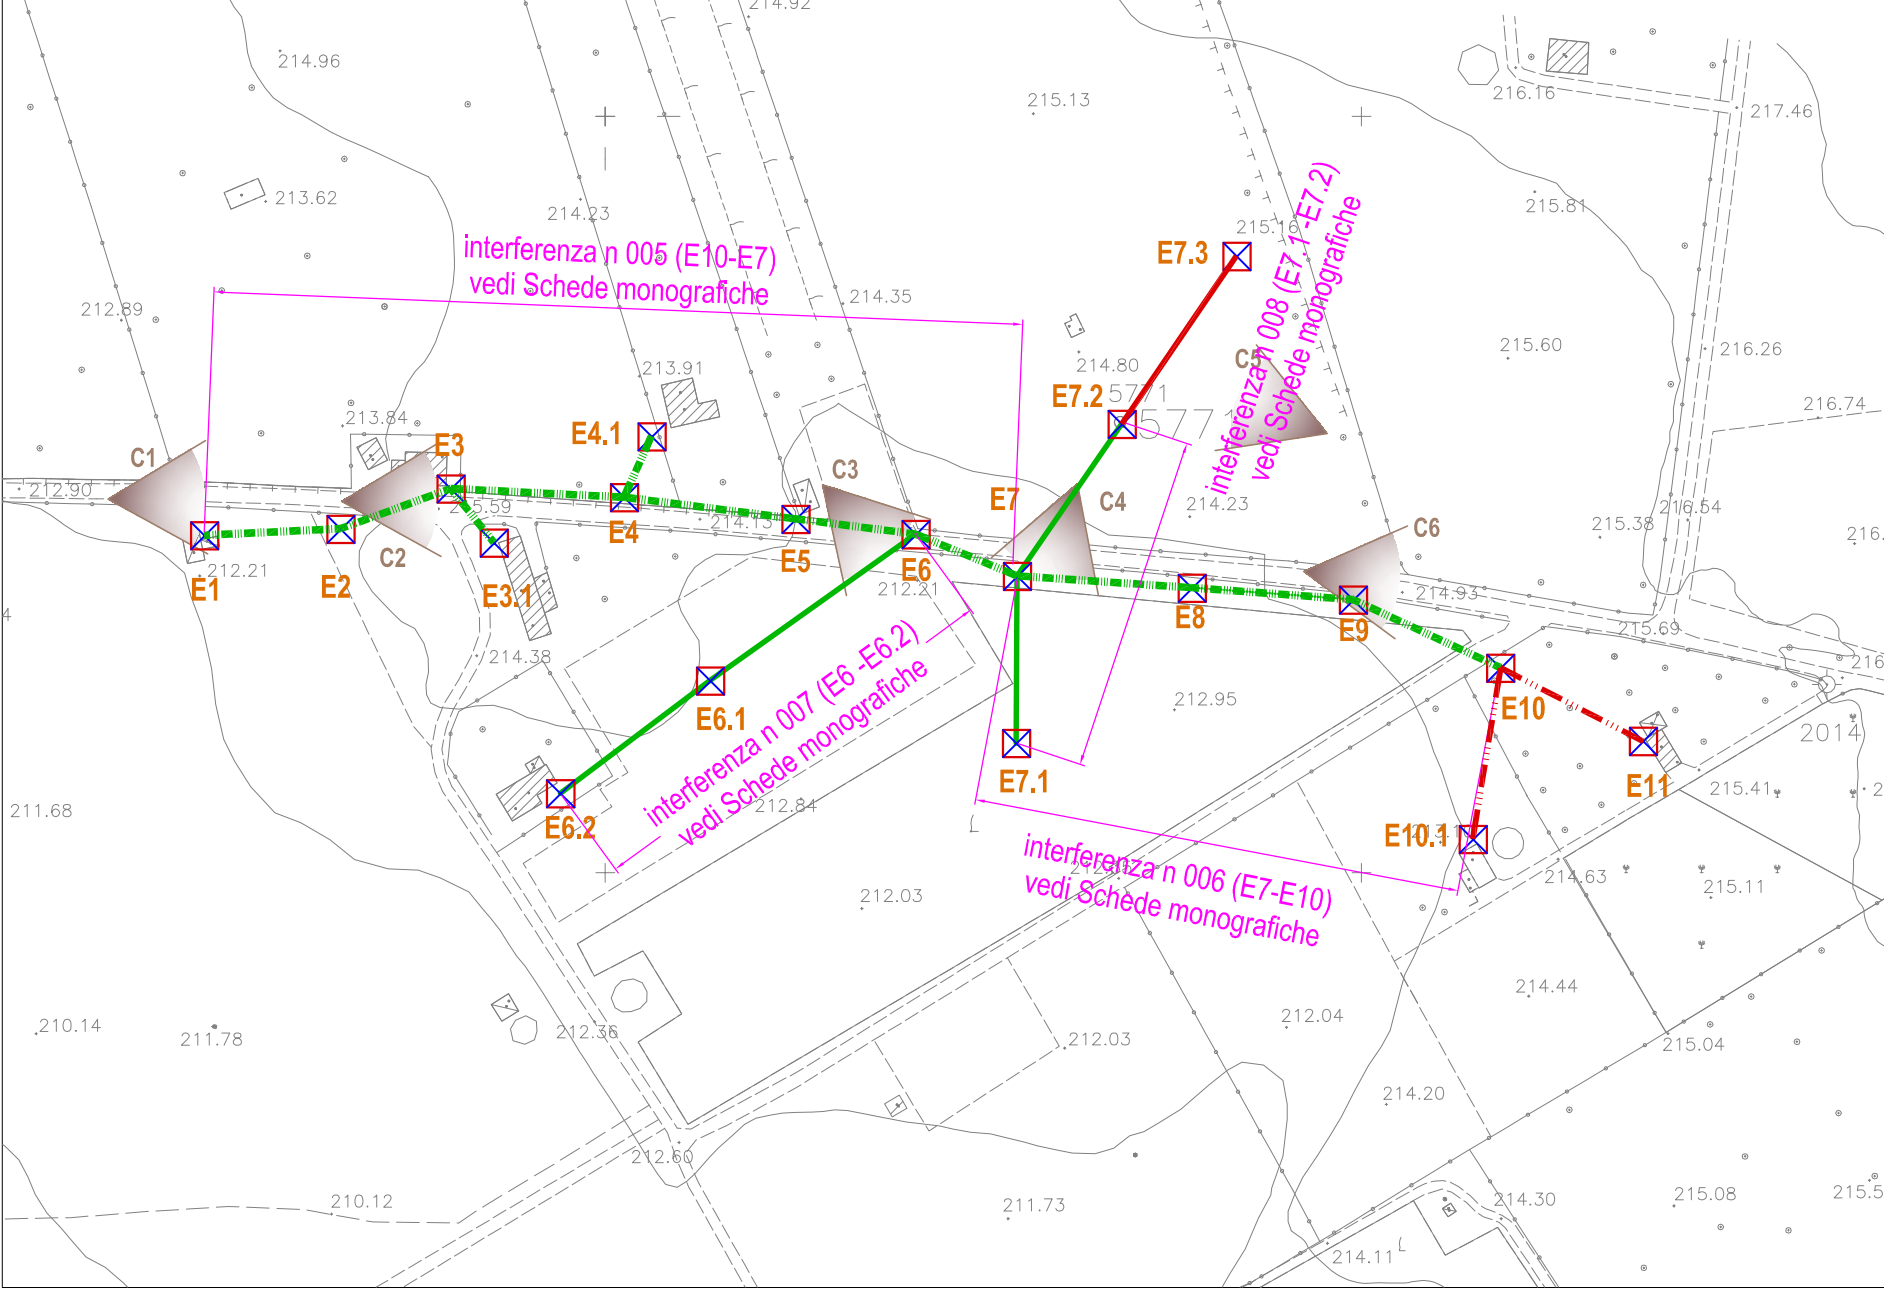 214.92
214.96
215.13
216.16
217.46
213.62
214.23
215.81
215.16
interferenza n 005 (E10-E7)
vedi Schede monografiche
E7.3
interferenza n 008 (E7.1 -E7.2)
vedi Schede monografiche
212.89
214.35
216.26
215.60
214.80
C5
213.91
E7.2
5771
216.74
213.84
E4.1
C1
E3
C3
E7
C4
212.90
215.59
E4
214.15
214.23
216.54
215.38
C6
216.
C2
E5
E6
212.21
E1
E2
E3.1
212.21
E8
214.93
E9
215.69
214.38
216
E6.1
interferenza n 007 (E6 -E6.2)
vedi Schede monografiche
212.95
E10
2014
E7.1
E11
215.41
211.68
E6.2
212.84
E10.1
interferenza n 006 (E7-E10)
vedi Schede monografiche
214.63
215.11
212.03
214.44
210.14
211.78
212.36
212.03
212.04
215.04
214.20
212.60
210.12
211.73
214.30
215.08
215.5
214.11